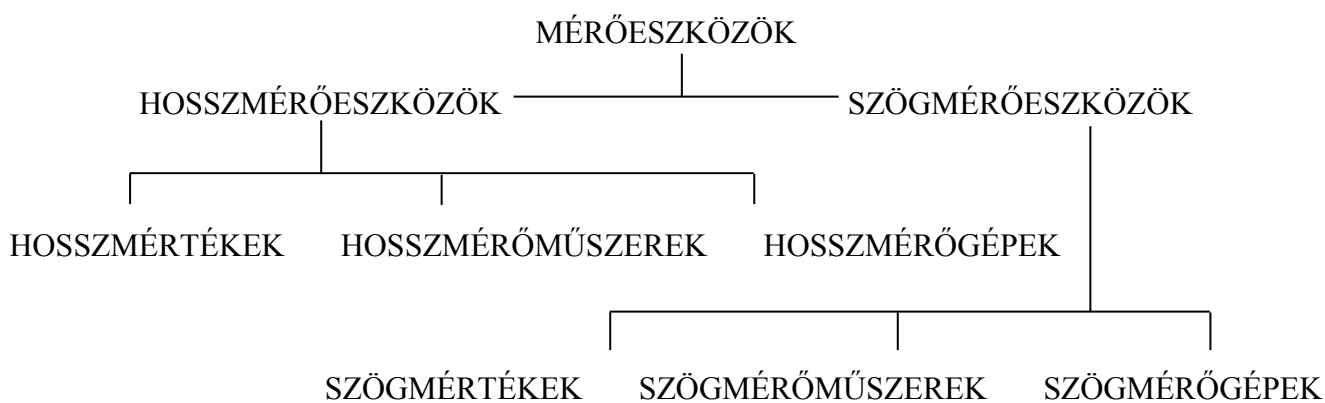 MÉRŐESZKÖZÖK
HOSSZMÉRŐESZKÖZÖK SZÖGMÉRŐESZKÖZÖK
HOSSZMÉRTÉKEK HOSSZMÉRŐMŰSZEREK HOSSZMÉRŐGÉPEK
SZÖGMÉRTÉKEK SZÖGMÉRŐMŰSZEREK SZÖGMÉRŐGÉPEK